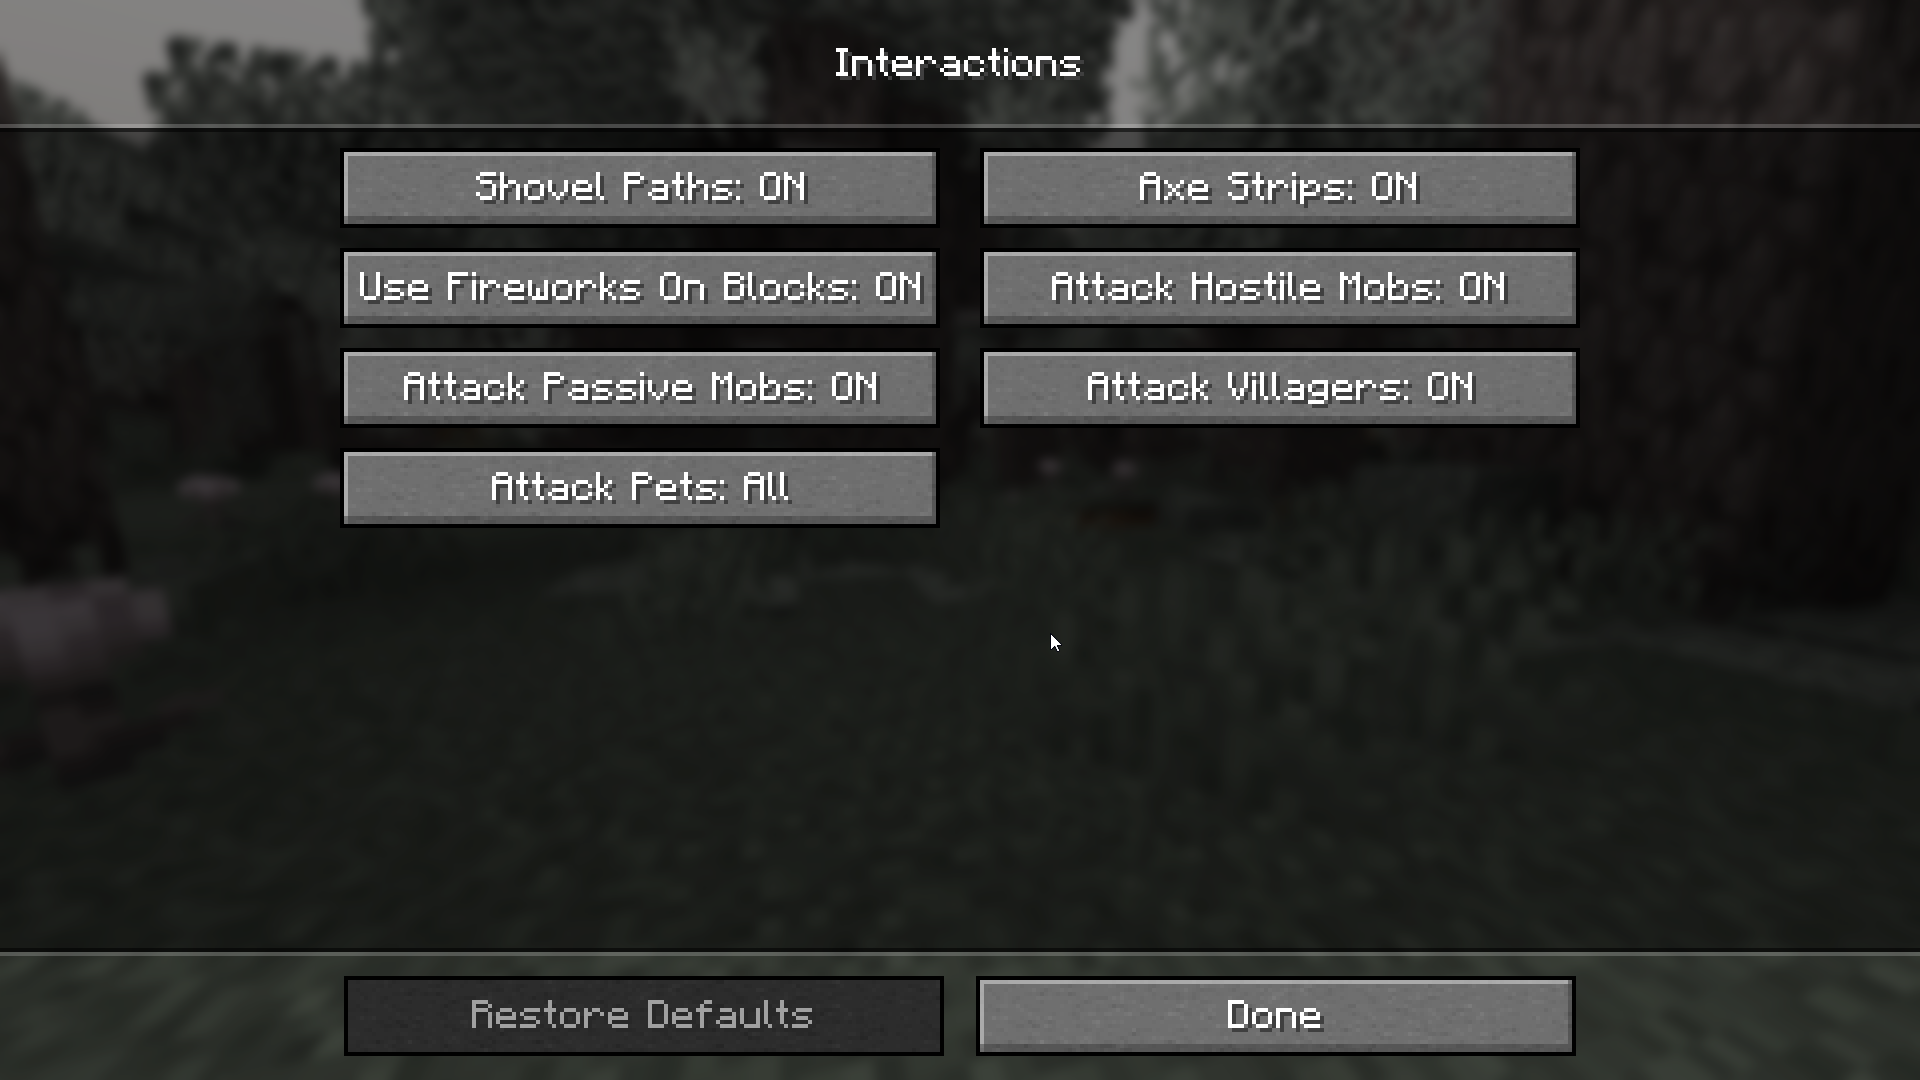 Interactions
Shovel Paths: ON
Axe Strips: ON
Use Fireworks On Blocks: ON
Attack Hostile Mobs: ON
Attack Passive Mobs: ON
Attack Villagers: ON
Attack Pets: All
Restore Defaults
Done